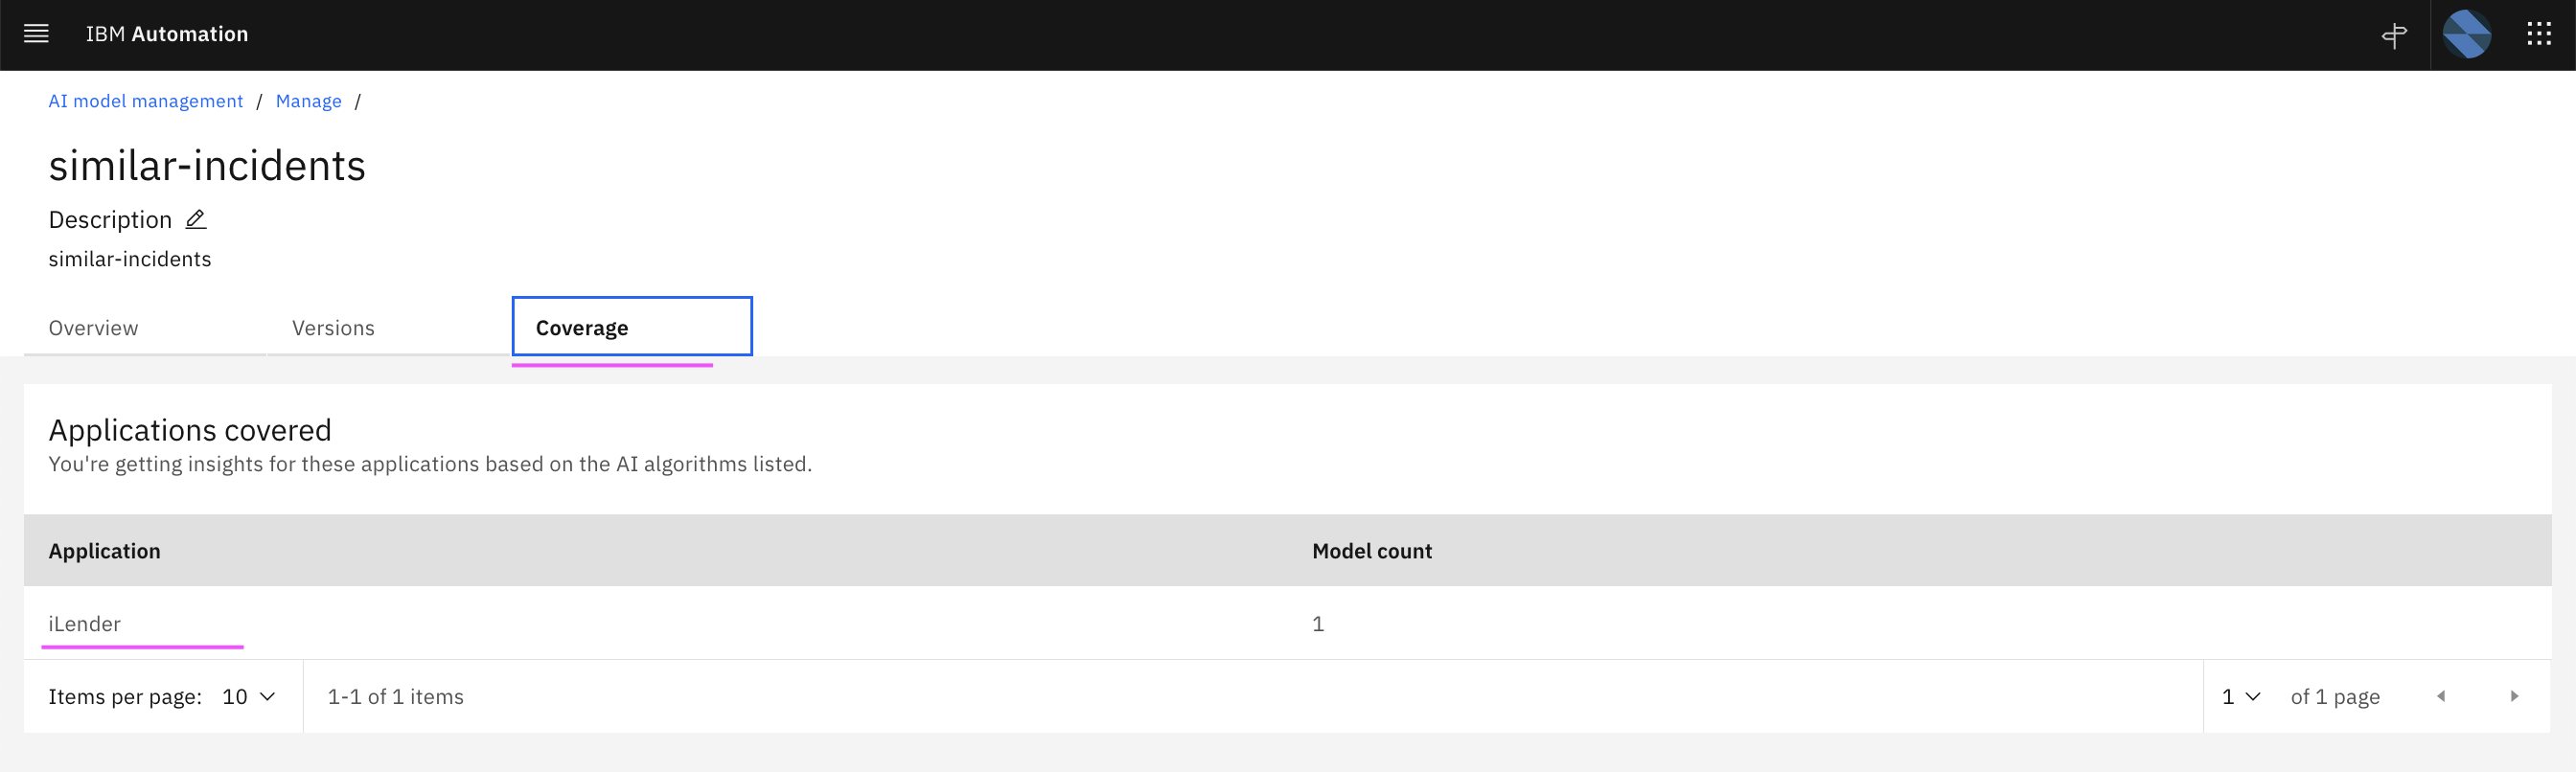 IBM Automation
AI model management / Manage /
similar-incidents
Description
similar-incidents
Overview Versions Coverage
Applications covered
You're getting insights for these applications based on the AI algorithms listed.
Application Model count
iLender 1
Items per page: 10 1-1 of 1 items 1 of 1 page